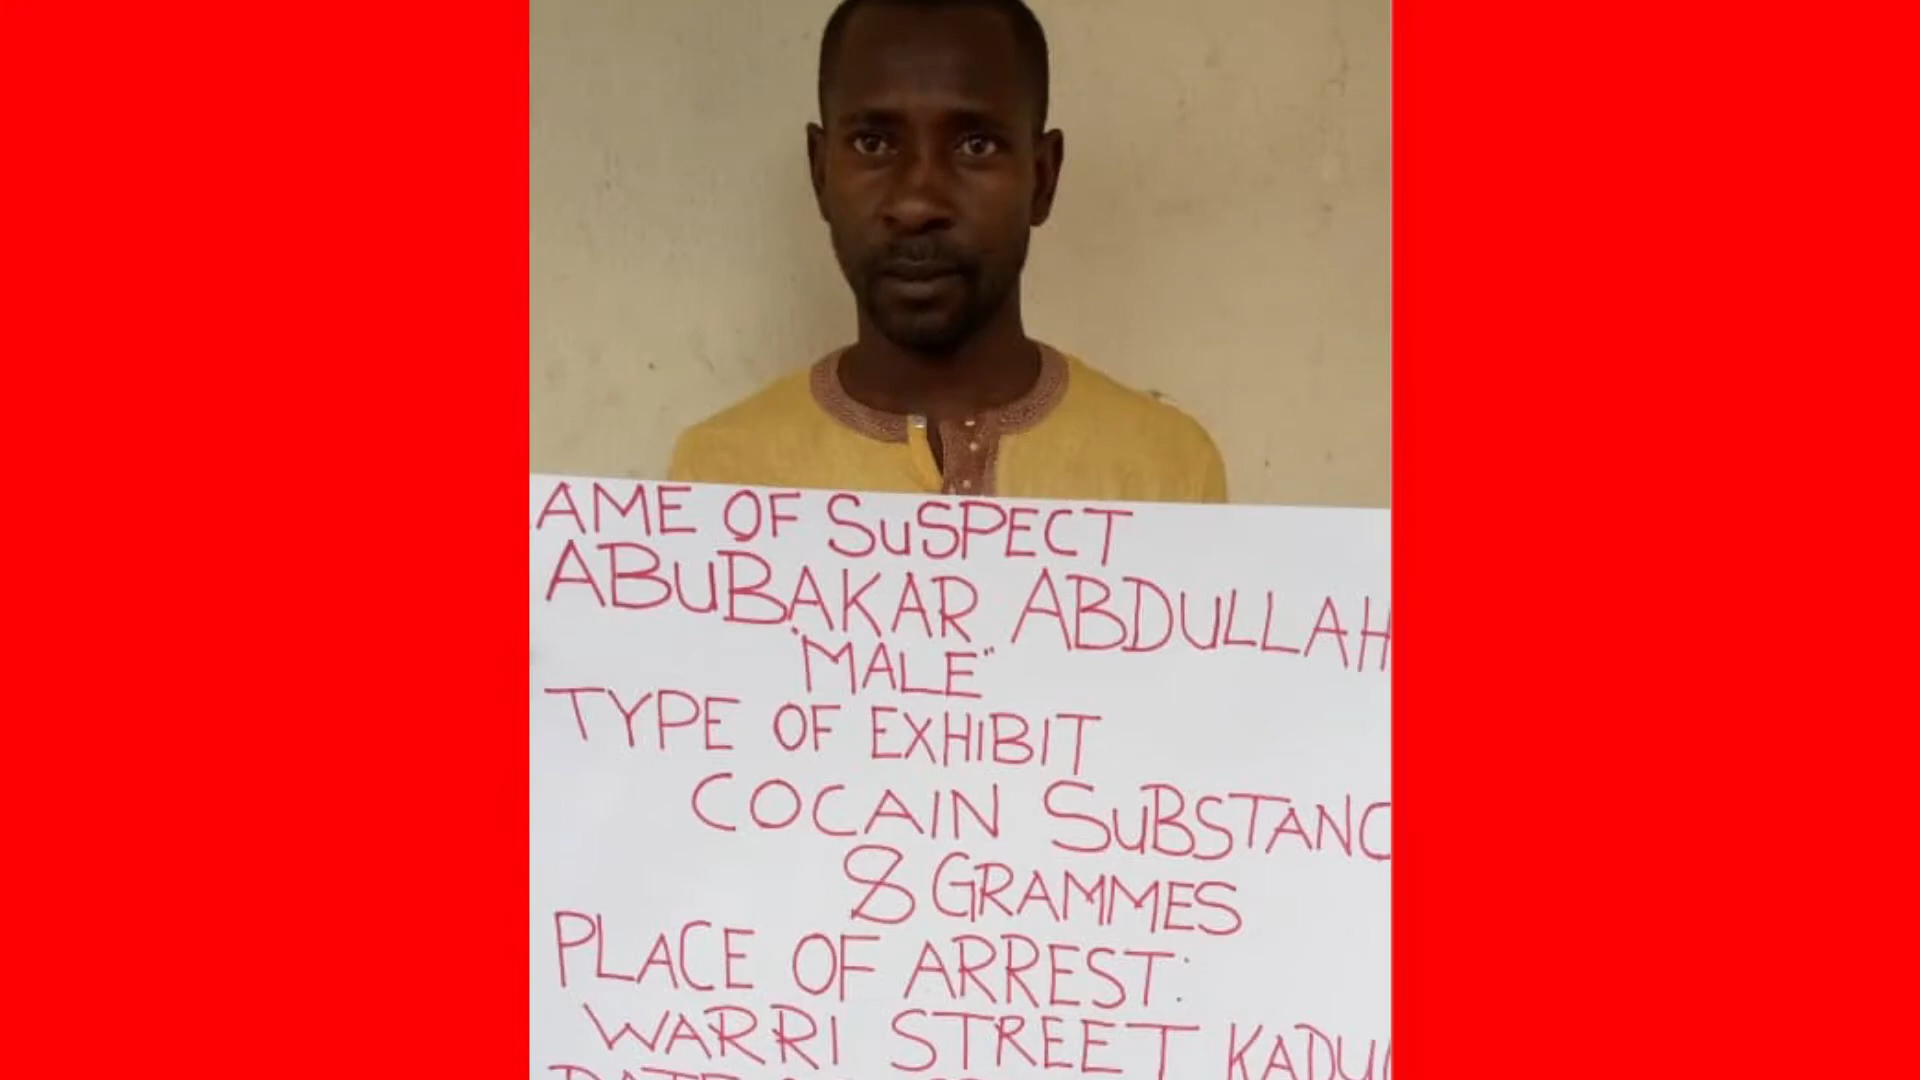 AME OF SUSPECT
ABUBAKAR ABDULLAH
"MALE"
TYPE OF EXHIBIT
COCAIN SUBSTANC
8 GRAMMES
PLACE OF ARREST:
WARRI STREET KADU